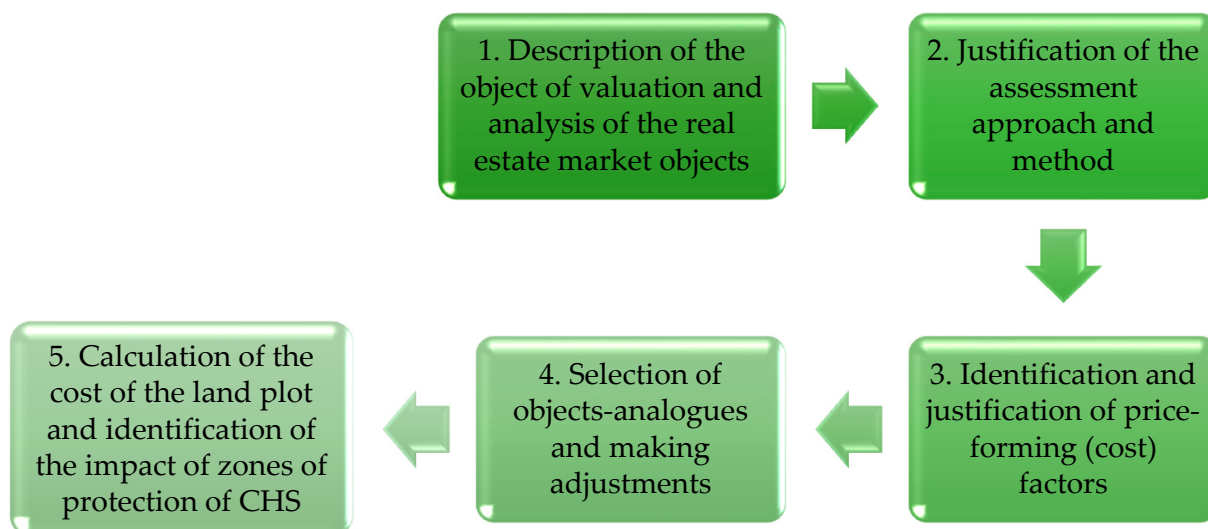 1. Description of the
object of valuation and
analysis of the real
estate market objects
2. Justification of the
assessment
approach and
method
3. Identification and
justification of price-
forming (cost)
factors
4. Selection of
objects-analogues
and making
adjustments
5. Calculation of the
cost of the land plot
and identification of
the impact of zones of
protection of CHS